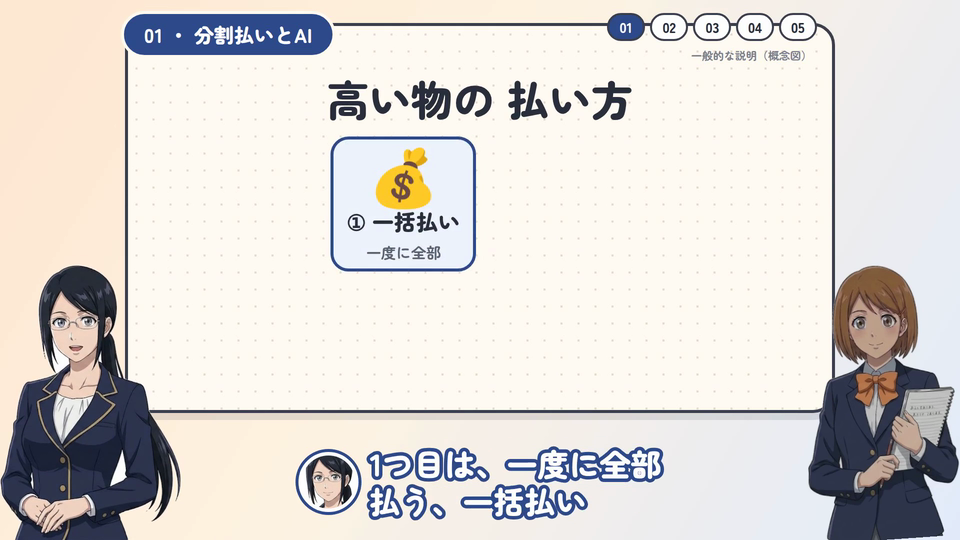 01 ・ 分割払いとAI
01 02 03 04 05
一般的な説明（概念図）
高い物の 払い方
$
① 一括払い
一度に全部
1つ目は、一度に全部
払う、一括払い